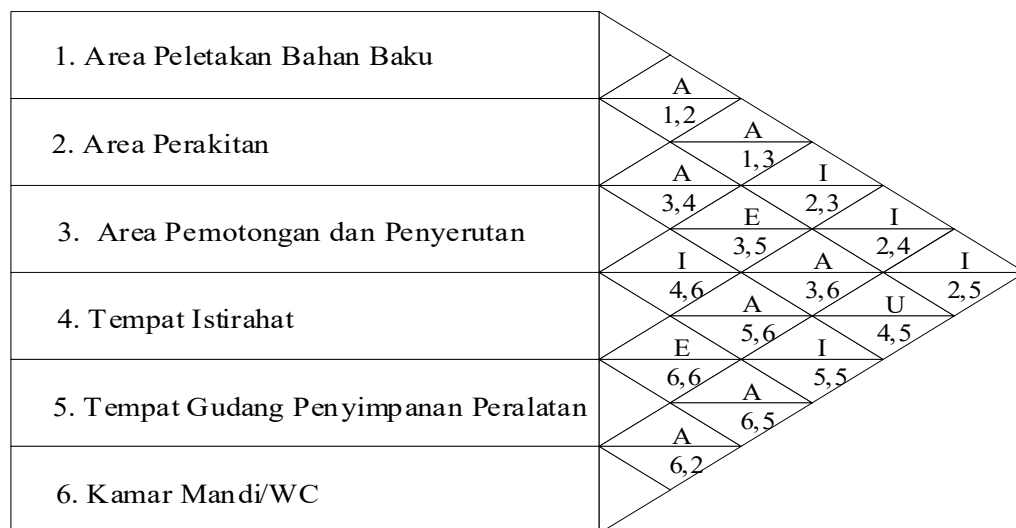 1. Area Peletakan Bahan Baku
2. Area Perakitan
3. Area Pemotongan dan Penyerutan
4. Tempat Istirahat
5. Tempat Gudang Penyimpanan Peralatan
6. Kamar Mandi/WC
A
1,2
A
1,3
A
3,4
I
2,3
E
3,5
I
2,4
I
4,6
A
3,6
I
2,5
A
5,6
U
4,5
E
6,6
I
5,5
A
6,5
A
6,2